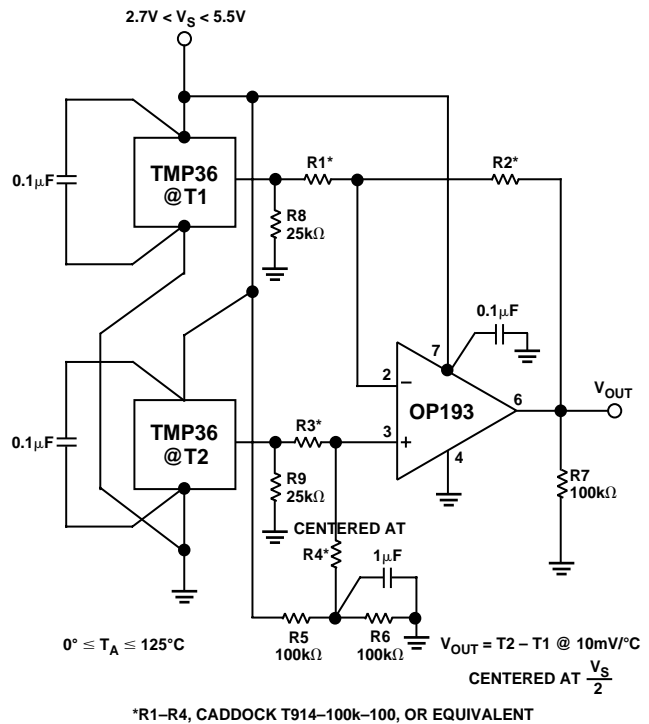 2.7V < VS < 5.5V
0.1µF
TMP36
@T1
R1*
R2*
R8
25kΩ
0.1µF
7
2
−
OP193
6
VOUT
3
+
4
0.1µF
TMP36
@T2
R3*
R9
25kΩ
CENTERED AT
R4*
1µF
R7
100kΩ
0° ≤ TA ≤ 125°C
R5
100kΩ
R6
100kΩ
VOUT = T2 – T1 @ 10mV/°C
CENTERED AT VS/2
*R1–R4, CADDOCK T914–100k–100, OR EQUIVALENT